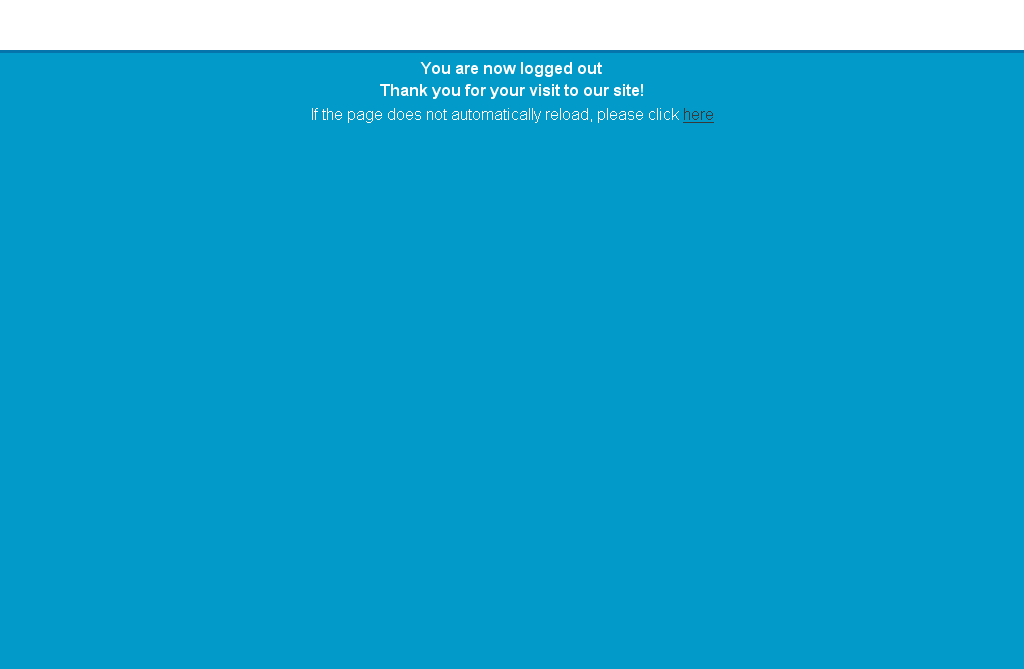 You are now logged out
Thank you for your visit to our site!
If the page does not automatically reload, please click here